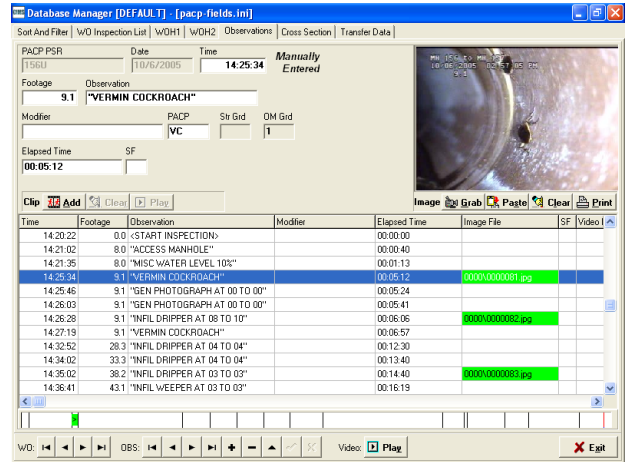 Database Manager [DEFAULT] - [pacp-fields.ini]
Sort And Filter WO Inspection List WOH1 WOH2 Observations Cross Section Transfer Data
PACP PSR Date Time
156U 10/6/2005 14:25:34 Manually Entered
Footage Observation
9.1 "VERMIN COCKROACH"
Modifier PACP Str Grd OM Grd
VC 1
Elapsed Time SF
00:05:12
10-06-2005 02:57:05 PM
9.1
Clip Add Clear Play Image Grab Paste Clear Print
Time Footage Observation Modifier Elapsed Time Image File SF Video
14:20:22 0.0 <START INSPECTION> 00:00:00
14:21:02 8.0 "ACCESS MANHOLE" 00:00:40
14:21:35 8.0 "MISC WATER LEVEL 10%" 00:01:13
14:25:34 9.1 "VERMIN COCKROACH" 00:05:12 0000\0000081.jpg
14:25:46 9.1 "GEN PHOTOGRAPH AT 00 TO 00" 00:05:24
14:26:03 9.1 "GEN PHOTOGRAPH AT 00 TO 00" 00:05:41
14:26:28 9.1 "INFIL DRIPPER AT 08 TO 10" 00:06:06 0000\0000082.jpg
14:27:19 9.1 "VERMIN COCKROACH" 00:06:57
14:32:52 28.3 "INFIL DRIPPER AT 04 TO 04" 00:12:30
14:34:02 33.3 "INFIL DRIPPER AT 04 TO 04" 00:13:40
14:35:02 38.2 "INFIL DRIPPER AT 03 TO 03" 00:14:40 0000\0000083.jpg
14:36:41 43.1 "INFIL WEEPER AT 03 TO 03" 00:16:19
WO: OBS: Video: Play Exit